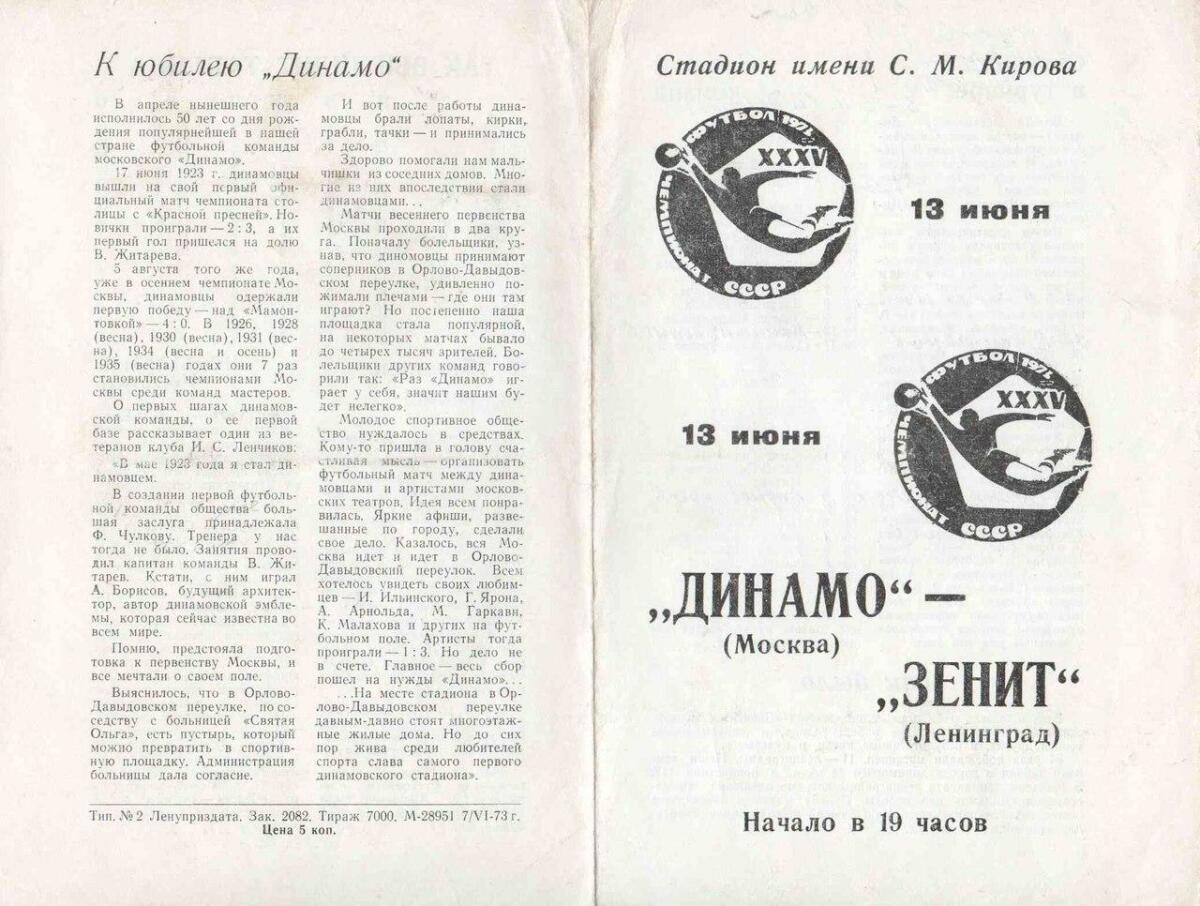 К юбилею „Динамо“
В апреле нынешнего года
исполнилось 50 лет со дня рож-
дения популярнейшей в нашей
стране футбольной команды
московского «Динамо».
17 июня 1923 г. динамовцы
вышли на свой первый офи-
циальный матч чемпионата сто-
лицы с «Красной пресней». Но-
вички проиграли — 2 : 3, а их
первый гол пришелся на долю
В. Житарева.
5 августа того же года,
уже в осеннем чемпионате Мо-
сквы, динамовцы одержали
первую победу — над «Мамон-
товкой» — 4 : 0. В 1926, 1928
(весна), 1930 (весна), 1931 (вес-
на), 1934 (весна и осень) и
1935 (весна) годах они 7 раз
становились чемпионами Мо-
сквы среди команд мастеров.
О первых шагах динамов-
ской команды, о ее первой
базе рассказывает один из ве-
теранов клуба И. С. Ленчиков:
«В мае 1923 года я стал ди-
намовцем.
В создании первой футболь-
ной команды общества боль-
шая заслуга принадлежала
Ф. Чулкову. Тренера у нас
тогда не было. Занятия прово-
дил капитан команды В. Жи-
тарев. Кстати, с ним играл
А. Борисов, будущий архитек-
тор, автор динамовской эмбле-
мы, которая сейчас известна во
всем мире.
Помню, предстояла подго-
товка к первенству Москвы, и
все мечтали о своем поле.
Выяснилось, что в Орлово-
Давыдовском переулке, по со-
седству с больницей «Святая
Ольга», есть пустырь, который
можно превратить в спортив-
ную площадку. Администрация
больницы дала согласие.
И вот после работы дина-
мовцы брали лопаты, кирки,
грабли, тачки — и принимались
за дело.
Здорово помогали нам маль-
чишки из соседних домов. Мно-
гие из них впоследствии стали
динамовцами. . .
Матчи весеннего первенства
Москвы проходили в два кру-
га. Поначалу болельщики, уз-
нав, что диномовцы принимают
соперников в Орлово-Давыдов-
ском переулке, удивленно по-
жимали плечами — где они там
играют? Но постепенно наша
площадка стала популярной,
на некоторых матчах бывало
до четырех тысяч зрителей. Бо-
лельщики других команд гово-
рили так: «Раз «Динамо» иг-
рает у себя, значит нашим бу-
дет нелегко».
Молодое спортивное обще-
ство нуждалось в средствах.
Кому-то пришла в голову сча-
стливая мысль — организовать
футбольный матч между дина-
мовцами и артистами москов-
ских театров. Идея всем понра-
вилась. Яркие афиши, разве-
шанные по городу, сделали
свое дело. Казалось, вся Мо-
сква идет и идет в Орлово-
Давыдовский переулок. Всем
хотелось увидеть своих любим-
цев — И. Ильинского, Г. Ярона,
А. Арнольда, М. Гаркави,
К. Малахова и других на фут-
больном поле. Артисты тогда
проиграли — 1 : 3. Но дело не
в счете. Главное — весь сбор
пошел на нужды «Динамо». . .
. . .На месте стадиона в Ор-
лово-Давыдовском переулке
давным-давно стоят многоэтаж-
ные жилые дома. Но до сих
пор жива среди любителей
спорта слава самого первого
динамовского стадиона».
Тип. № 2 Ленуприздата. Зак. 2082. Тираж 7000. М-28951 7/VI-73 г.
Цена 5 коп.
Стадион имени С. М. Кирова
ФУТБОЛ 1973
XXXV
ЧЕМПИОНАТ
СССР
13 июня
ФУТБОЛ 1973
XXXV
ЧЕМПИОНАТ
СССР
13 июня
„ДИНАМО“ —
(Москва)
„ЗЕНИТ“
(Ленинград)
Начало в 19 часов